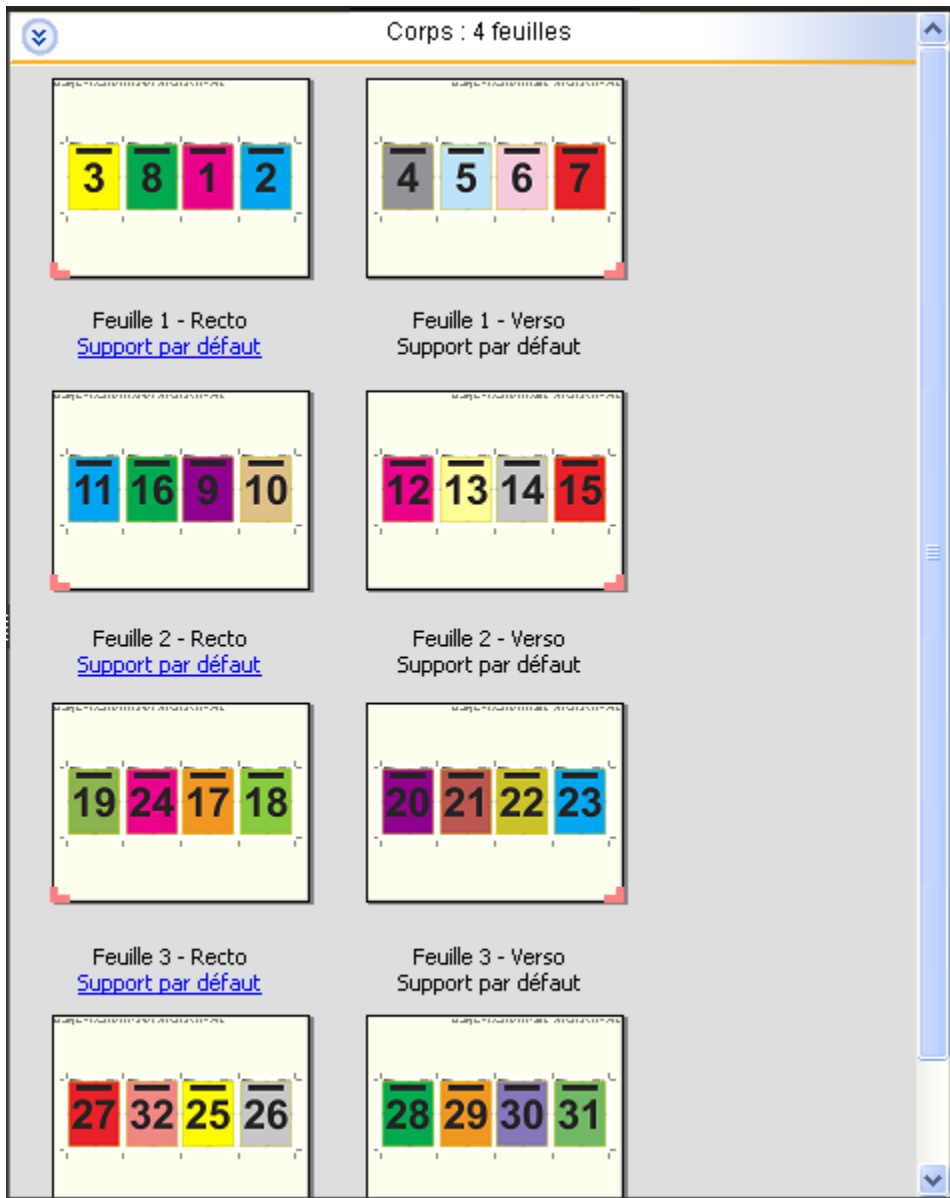 Corps : 4 feuilles
3 8 1 2
4 5 6 7
Feuille 1 - Recto
Support par défaut
Feuille 1 - Verso
Support par défaut
11 16 9 10
12 13 14 15
Feuille 2 - Recto
Support par défaut
Feuille 2 - Verso
Support par défaut
19 24 17 18
20 21 22 23
Feuille 3 - Recto
Support par défaut
Feuille 3 - Verso
Support par défaut
27 32 25 26
28 29 30 31